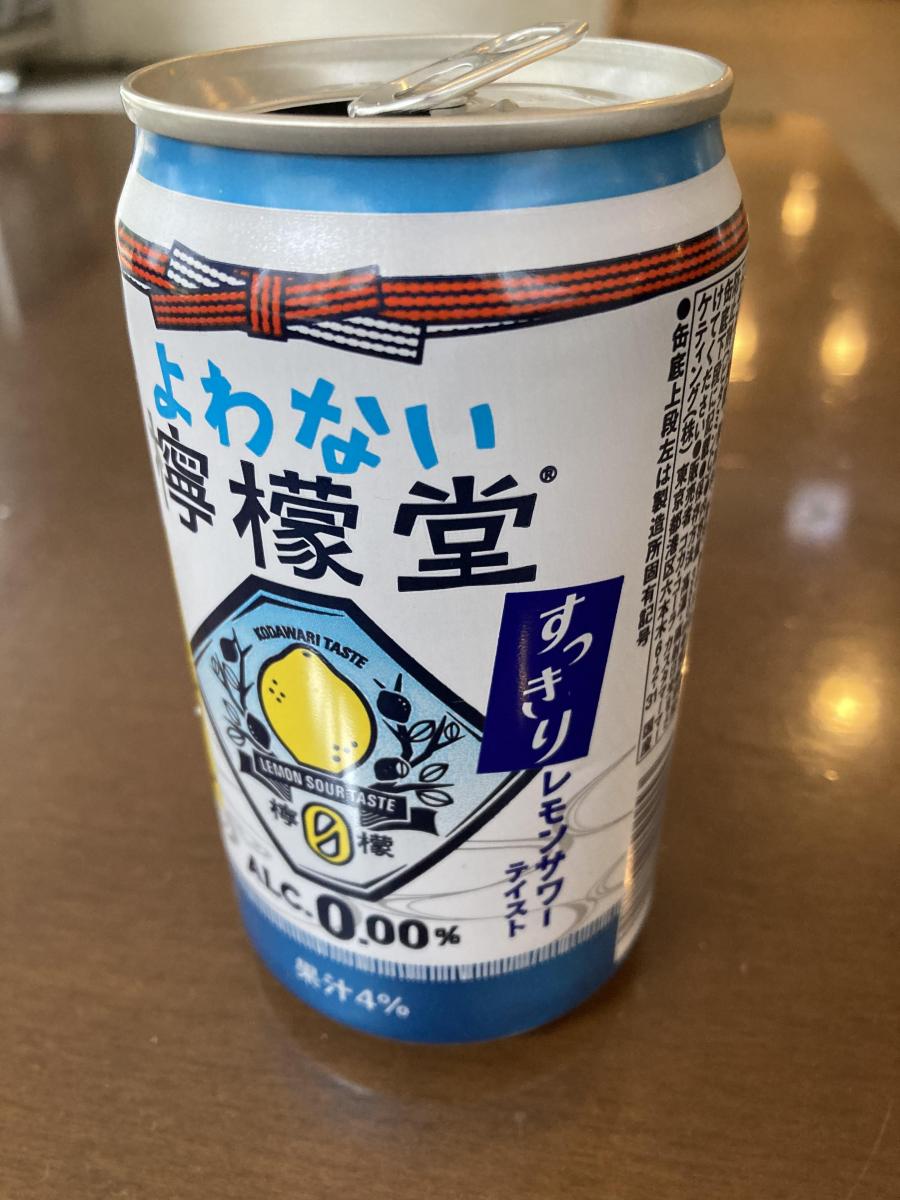 よわない
檸檬堂®
KODAWARI TASTE
LEMON SOUR TASTE
檸0檬
すっきり
レモンサワー
テイスト
ALC.0.00%
果汁4%
●缶底上段左は製造所固有記号